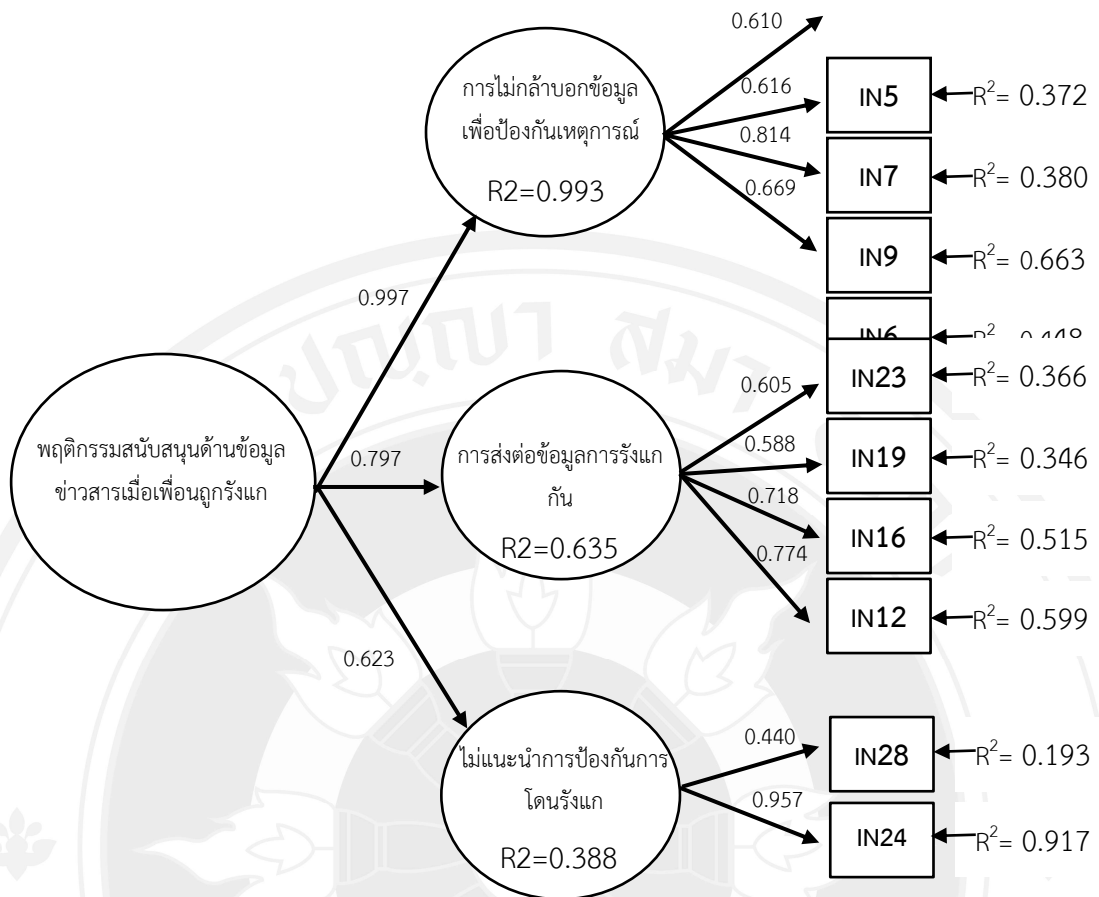 0.610
การไม่กล้าบอกข้อมูล
เพื่อป้องกันเหตุการณ์
R2=0.993
0.616
0.814
0.669
IN5
R²= 0.372
IN7
R²= 0.380
IN9
R²= 0.663
0.997
ปัญญา
พฤติกรรมสนับสนุนด้านข้อมูล
ข่าวสารเมื่อเพื่อนถูกรังแก
0.797
การส่งต่อข้อมูลการรังแก
กัน
R2=0.635
0.605
0.588
0.718
0.774
IN23
R²= 0.366
IN19
R²= 0.346
IN16
R²= 0.515
IN12
R²= 0.599
0.623
ไม่แนะนำการป้องกันการ
โดนรังแก
R2=0.388
0.440
0.957
IN28
R²= 0.193
IN24
R²= 0.917